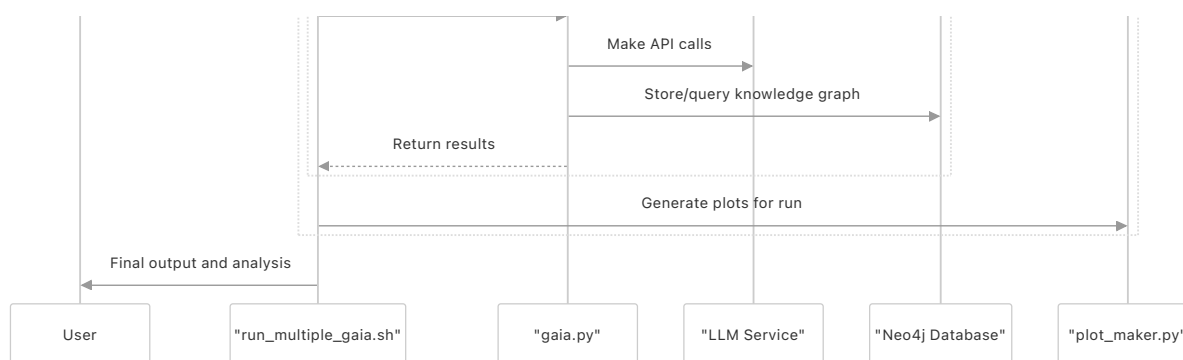 Make API calls
Store/query knowledge graph
Return results
Generate plots for run
Final output and analysis
User
"run_multiple_gaia.sh"
"gaia.py"
"LLM Service"
"Neo4j Database"
"plot_maker.py"